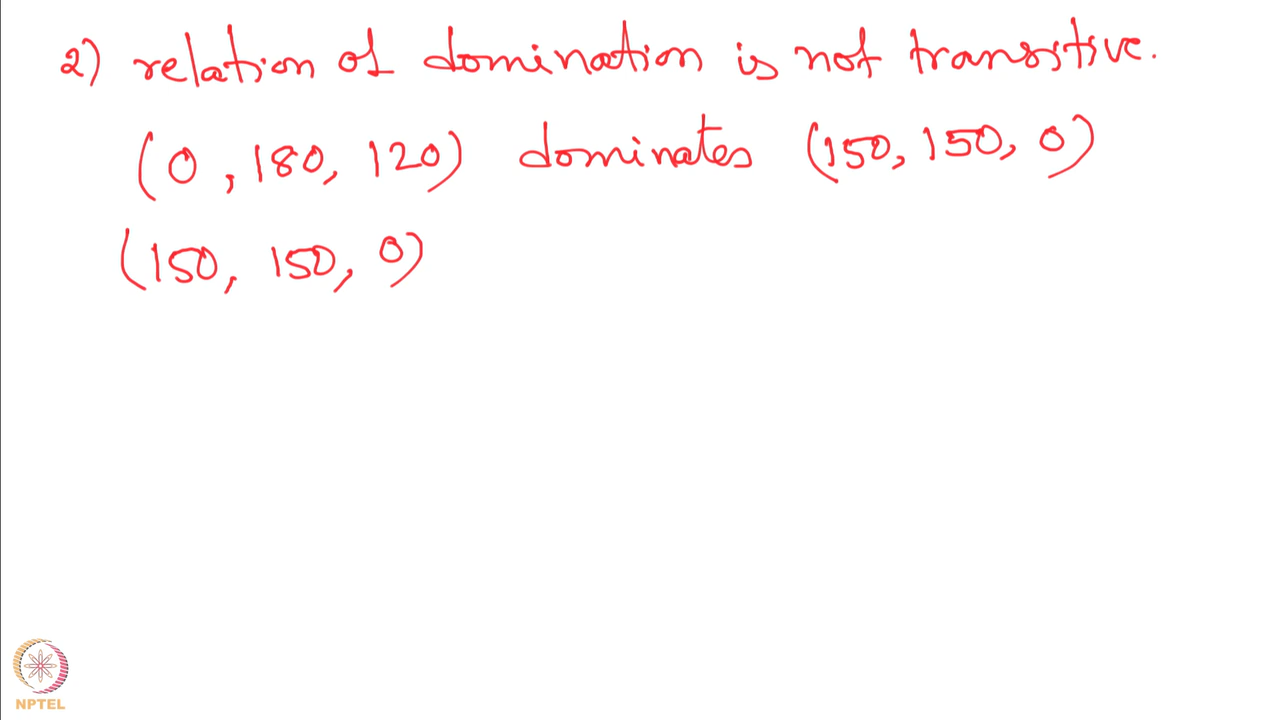 2) relation of domination is not transitive.
(0, 180, 120) dominates (150, 150, 0)
(150, 150, 0)
NPTEL